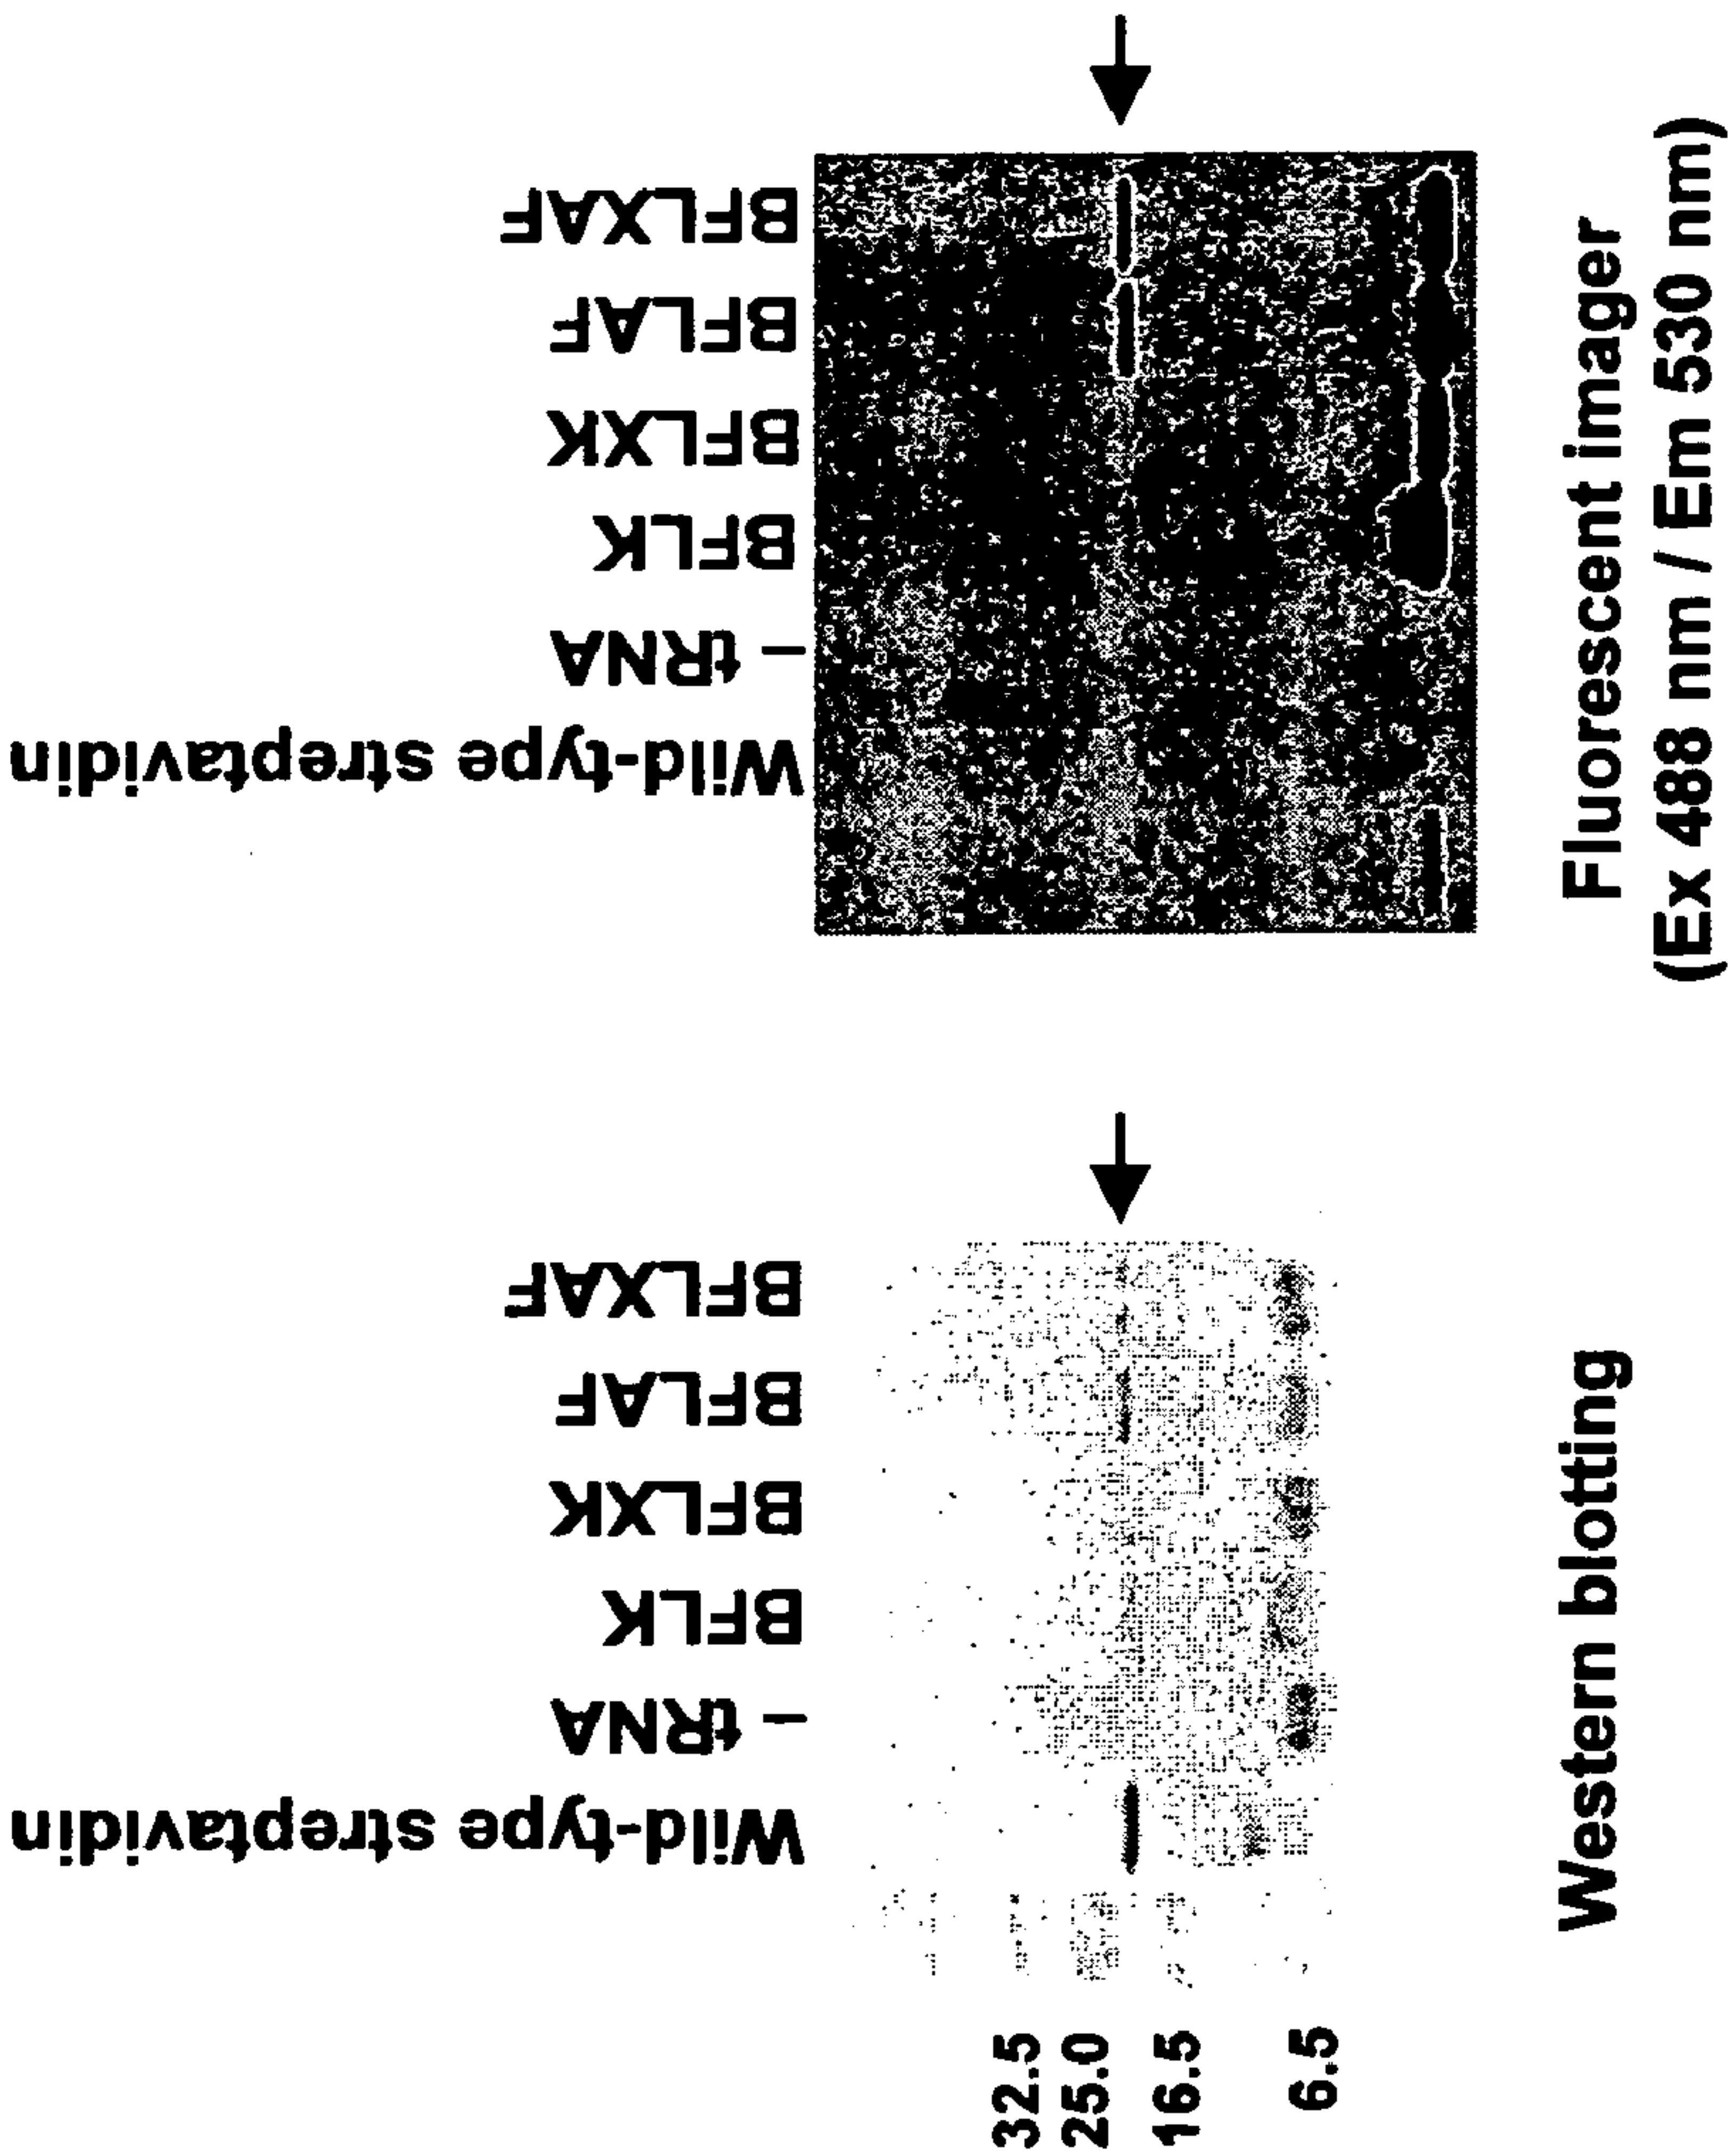 Wild-type streptavidin
– tRNA
BFLK
BFLXK
BFLAF
BFLXAF
32.5
25.0
16.5
6.5
Western blotting
Wild-type streptavidin
– tRNA
BFLK
BFLXK
BFLAF
BFLXAF
Fluorescent imager
(Ex 488 nm / Em 530 nm)